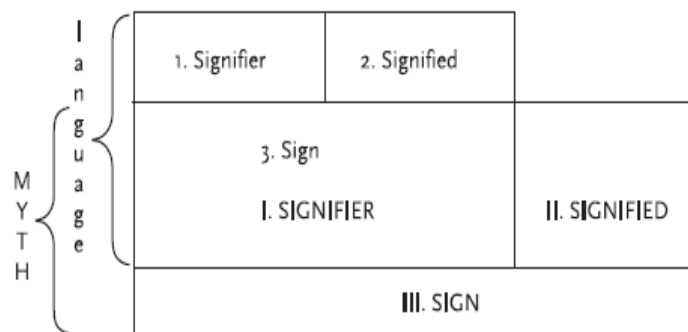 language
1. Signifier
2. Signified
3. Sign
MYTH
I. SIGNIFIER
II. SIGNIFIED
III. SIGN